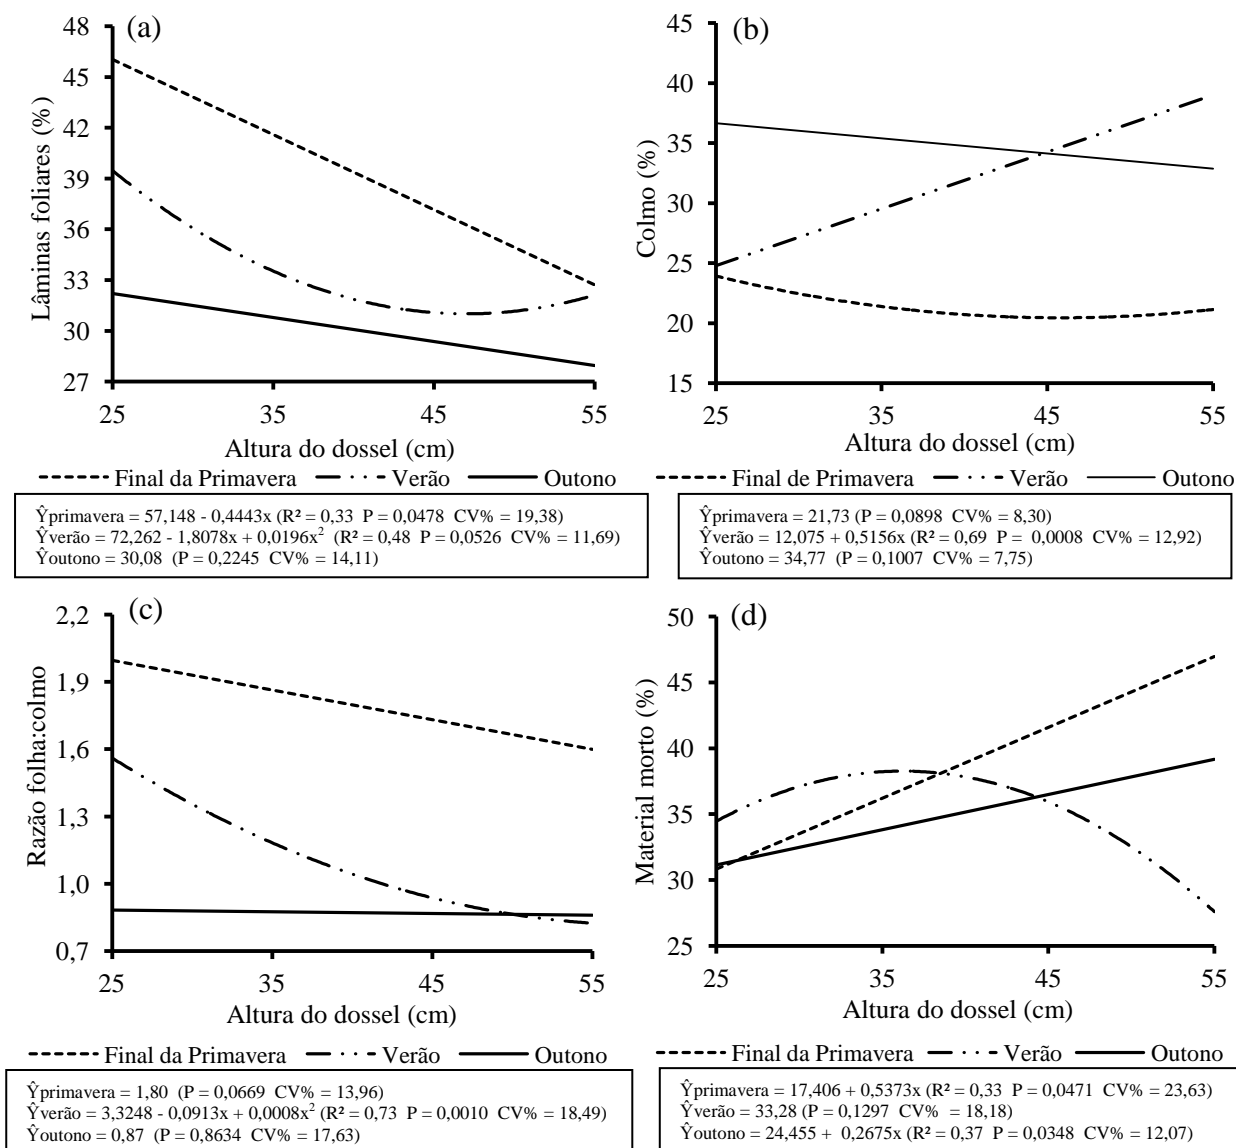 (a)
48
45
42
39
36
33
30
27
Lâminas foliares (%)
25 35 45 55
Altura do dossel (cm)
Final da Primavera Verão Outono
Ŷprimavera = 57,148 - 0,4443x (R² = 0,33 P = 0,0478 CV% = 19,38)
Ŷverão = 72,262 - 1,8078x + 0,0196x² (R² = 0,48 P = 0,0526 CV% = 11,69)
Ŷoutono = 30,08 (P = 0,2245 CV% = 14,11)
(b)
45
40
35
30
25
20
15
Colmo (%)
25 35 45 55
Altura do dossel (cm)
Final de Primavera Verão Outono
Ŷprimavera = 21,73 (P = 0,0898 CV% = 8,30)
Ŷverão = 12,075 + 0,5156x (R² = 0,69 P = 0,0008 CV% = 12,92)
Ŷoutono = 34,77 (P = 0,1007 CV% = 7,75)
(c)
2,2
1,9
1,6
1,3
1,0
0,7
Razão folha:colmo
25 35 45 55
Altura do dossel (cm)
Final da Primavera Verão Outono
Ŷprimavera = 1,80 (P = 0,0669 CV% = 13,96)
Ŷverão = 3,3248 - 0,0913x + 0,0008x² (R² = 0,73 P = 0,0010 CV% = 18,49)
Ŷoutono = 0,87 (P = 0,8634 CV% = 17,63)
(d)
50
45
40
35
30
25
Material morto (%)
25 35 45 55
Altura do dossel (cm)
Final da Primavera Verão Outono
Ŷprimavera = 17,406 + 0,5373x (R² = 0,33 P = 0,0471 CV% = 23,63)
Ŷverão = 33,28 (P = 0,1297 CV% = 18,18)
Ŷoutono = 24,455 + 0,2675x (R² = 0,37 P = 0,0348 CV% = 12,07)